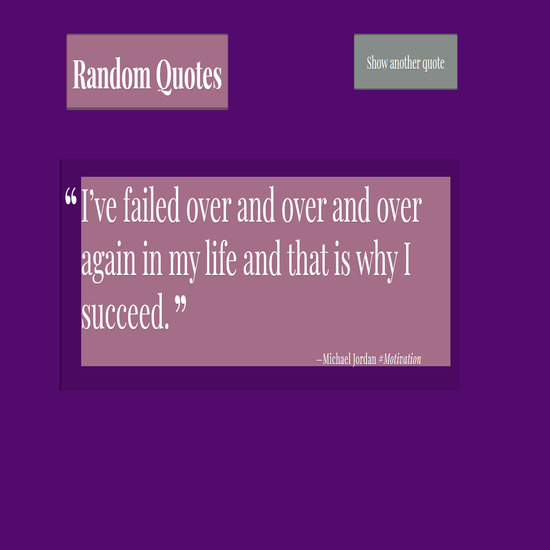 Random Quotes
Show another quote
“I’ve failed over and over and over
again in my life and that is why I
succeed.”
–Michael Jordan #Motivation